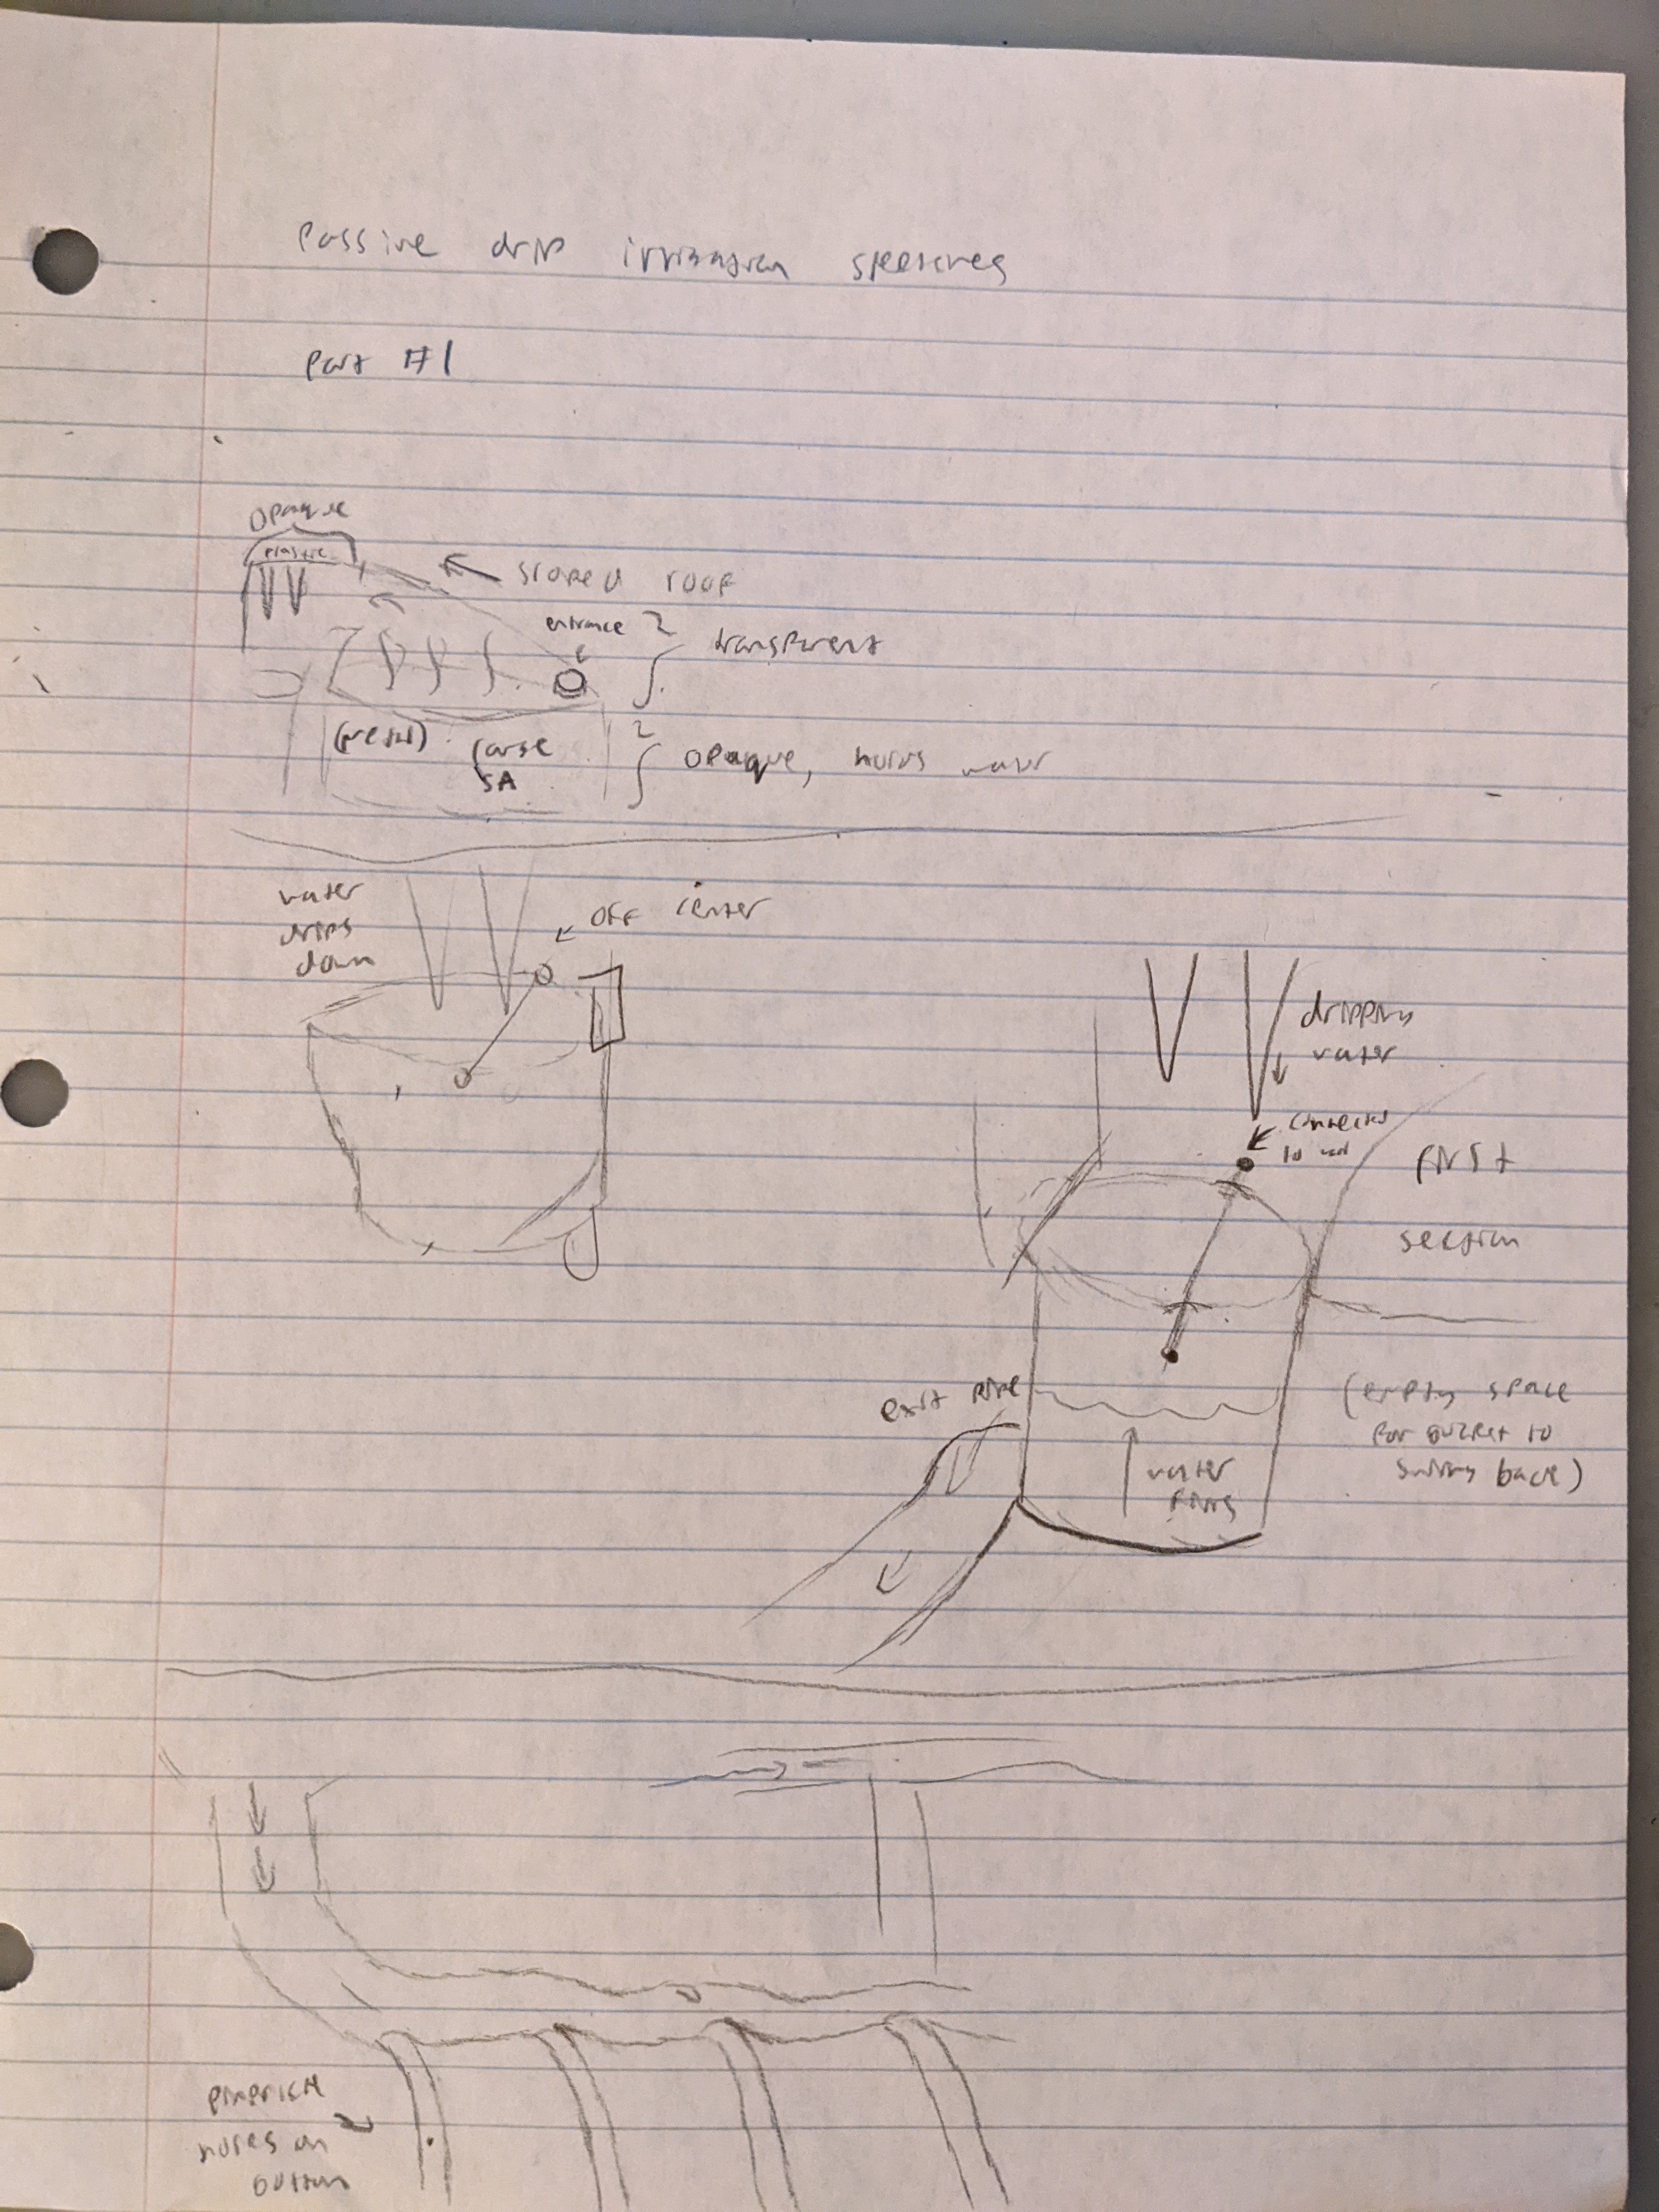 Passive drip irrigation sketches
Part #1
Opaque
plastic
sloped roof
entrance
transparent
(metal) large
SA
opaque, holds water
water
drips
down
off center
dripping
water
connected
to rod
first
section
exit pipe
(empty space
for bucket to
swing back)
water
fills
pinprick
holes on
bottom